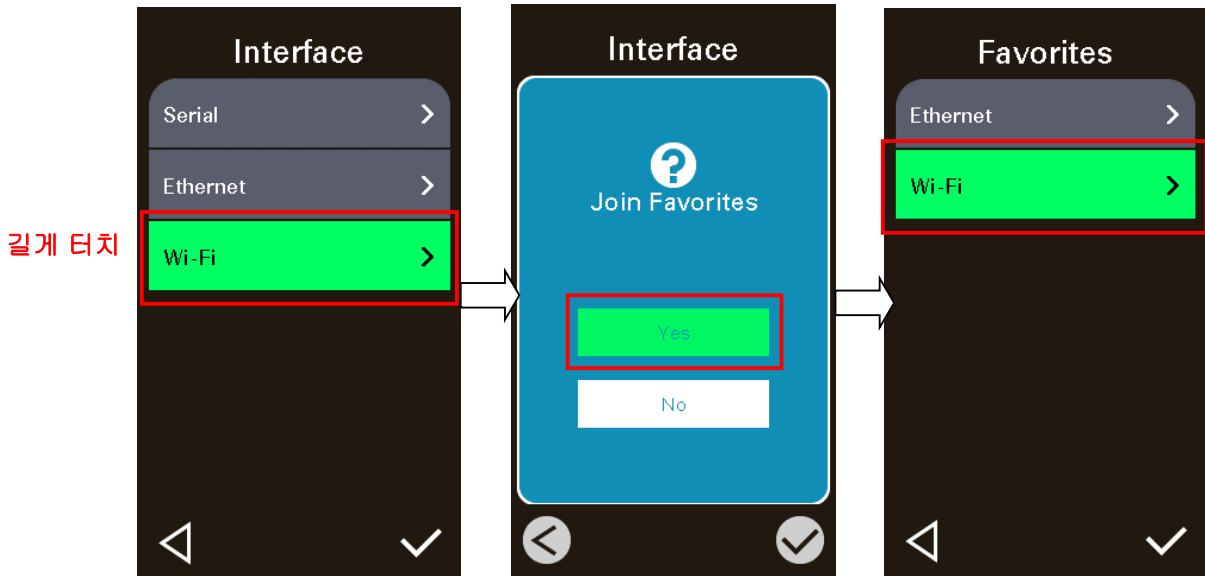 Interface
Serial
Ethernet
Wi-Fi
길게 터치
Interface
Join Favorites
Yes
No
Favorites
Ethernet
Wi-Fi